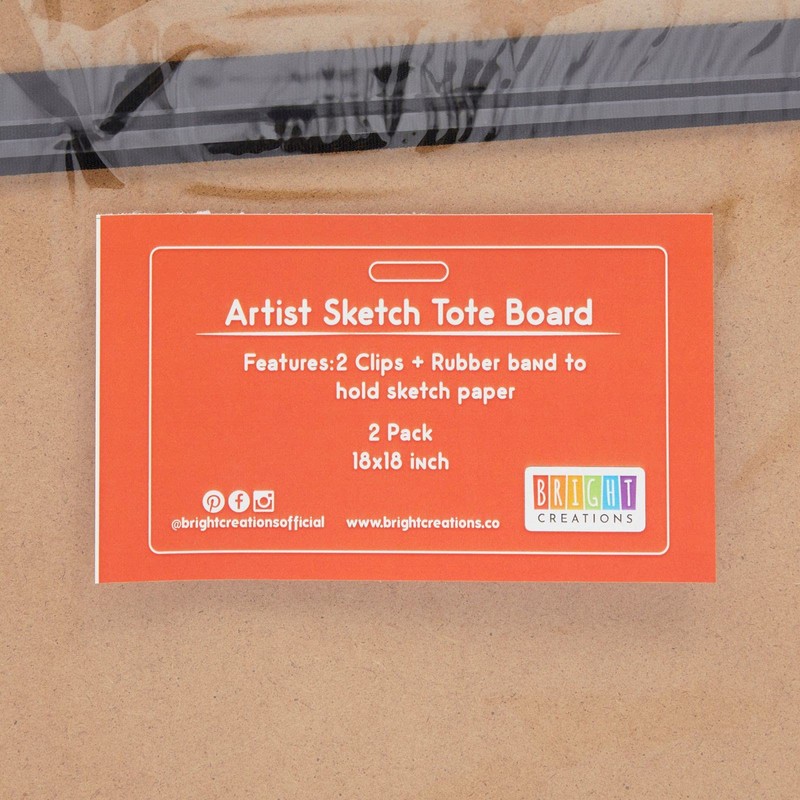 Artist Sketch Tote Board
Features:2 Clips + Rubber band to
hold sketch paper
2 Pack
18x18 inch
@brightcreationsofficial www.brightcreations.co
BRIGHT
CREATIONS